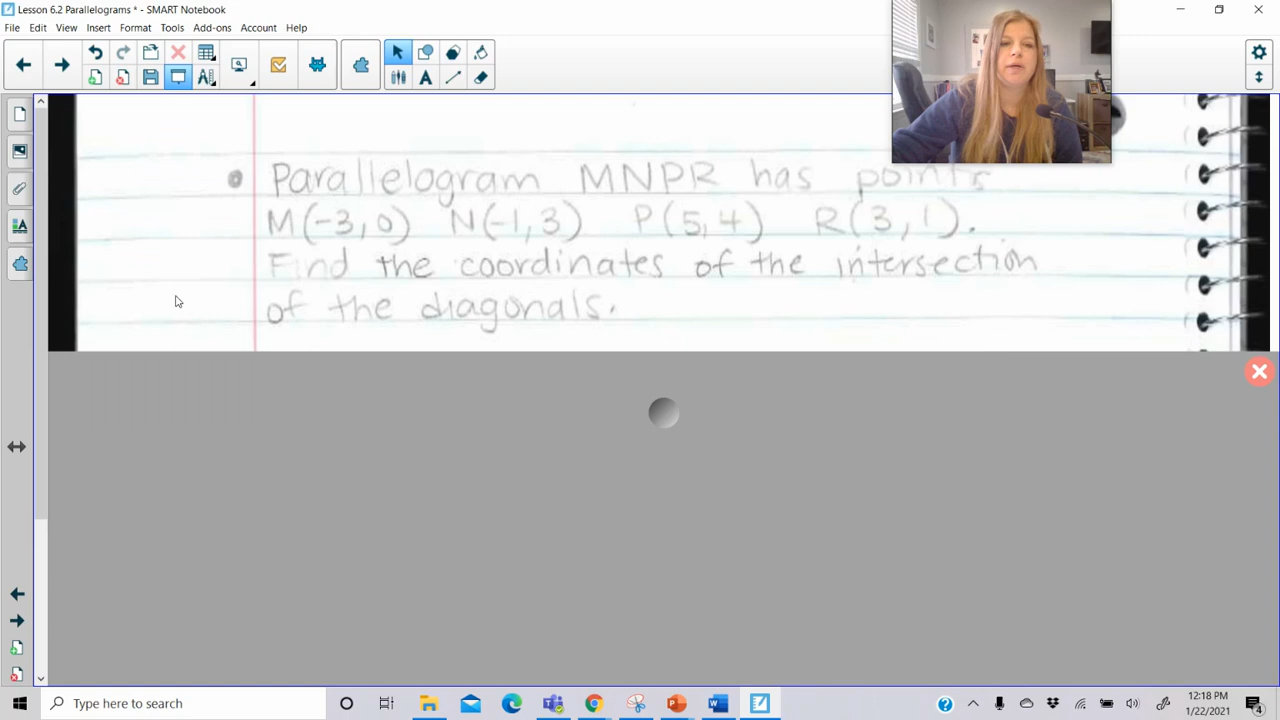 Lesson 6.2 Parallelograms * - SMART Notebook
File Edit View Insert Format Tools Add-ons Account Help
Parallelogram MNPR has points
M(-3,0) N(-1,3) P(5,4) R(3,1).
Find the coordinates of the intersection
of the diagonals.
Type here to search
12:18 PM
1/22/2021
4